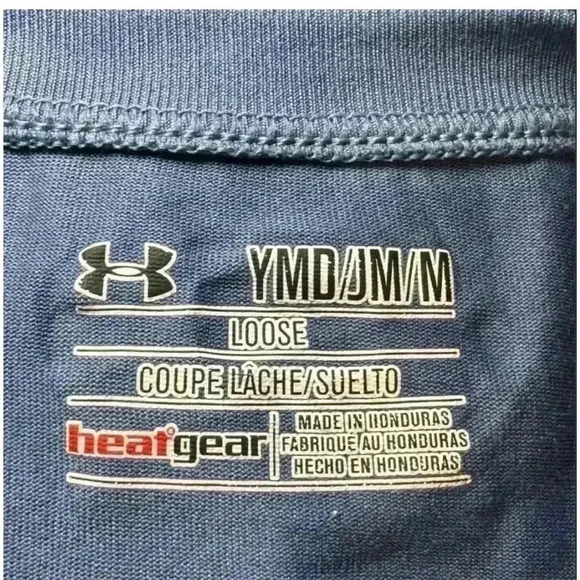 YMD/JM/M
LOOSE
COUPE LÂCHE/SUELTO
heatgear
MADE IN HONDURAS
FABRIQUE AU HONDURAS
HECHO EN HONDURAS